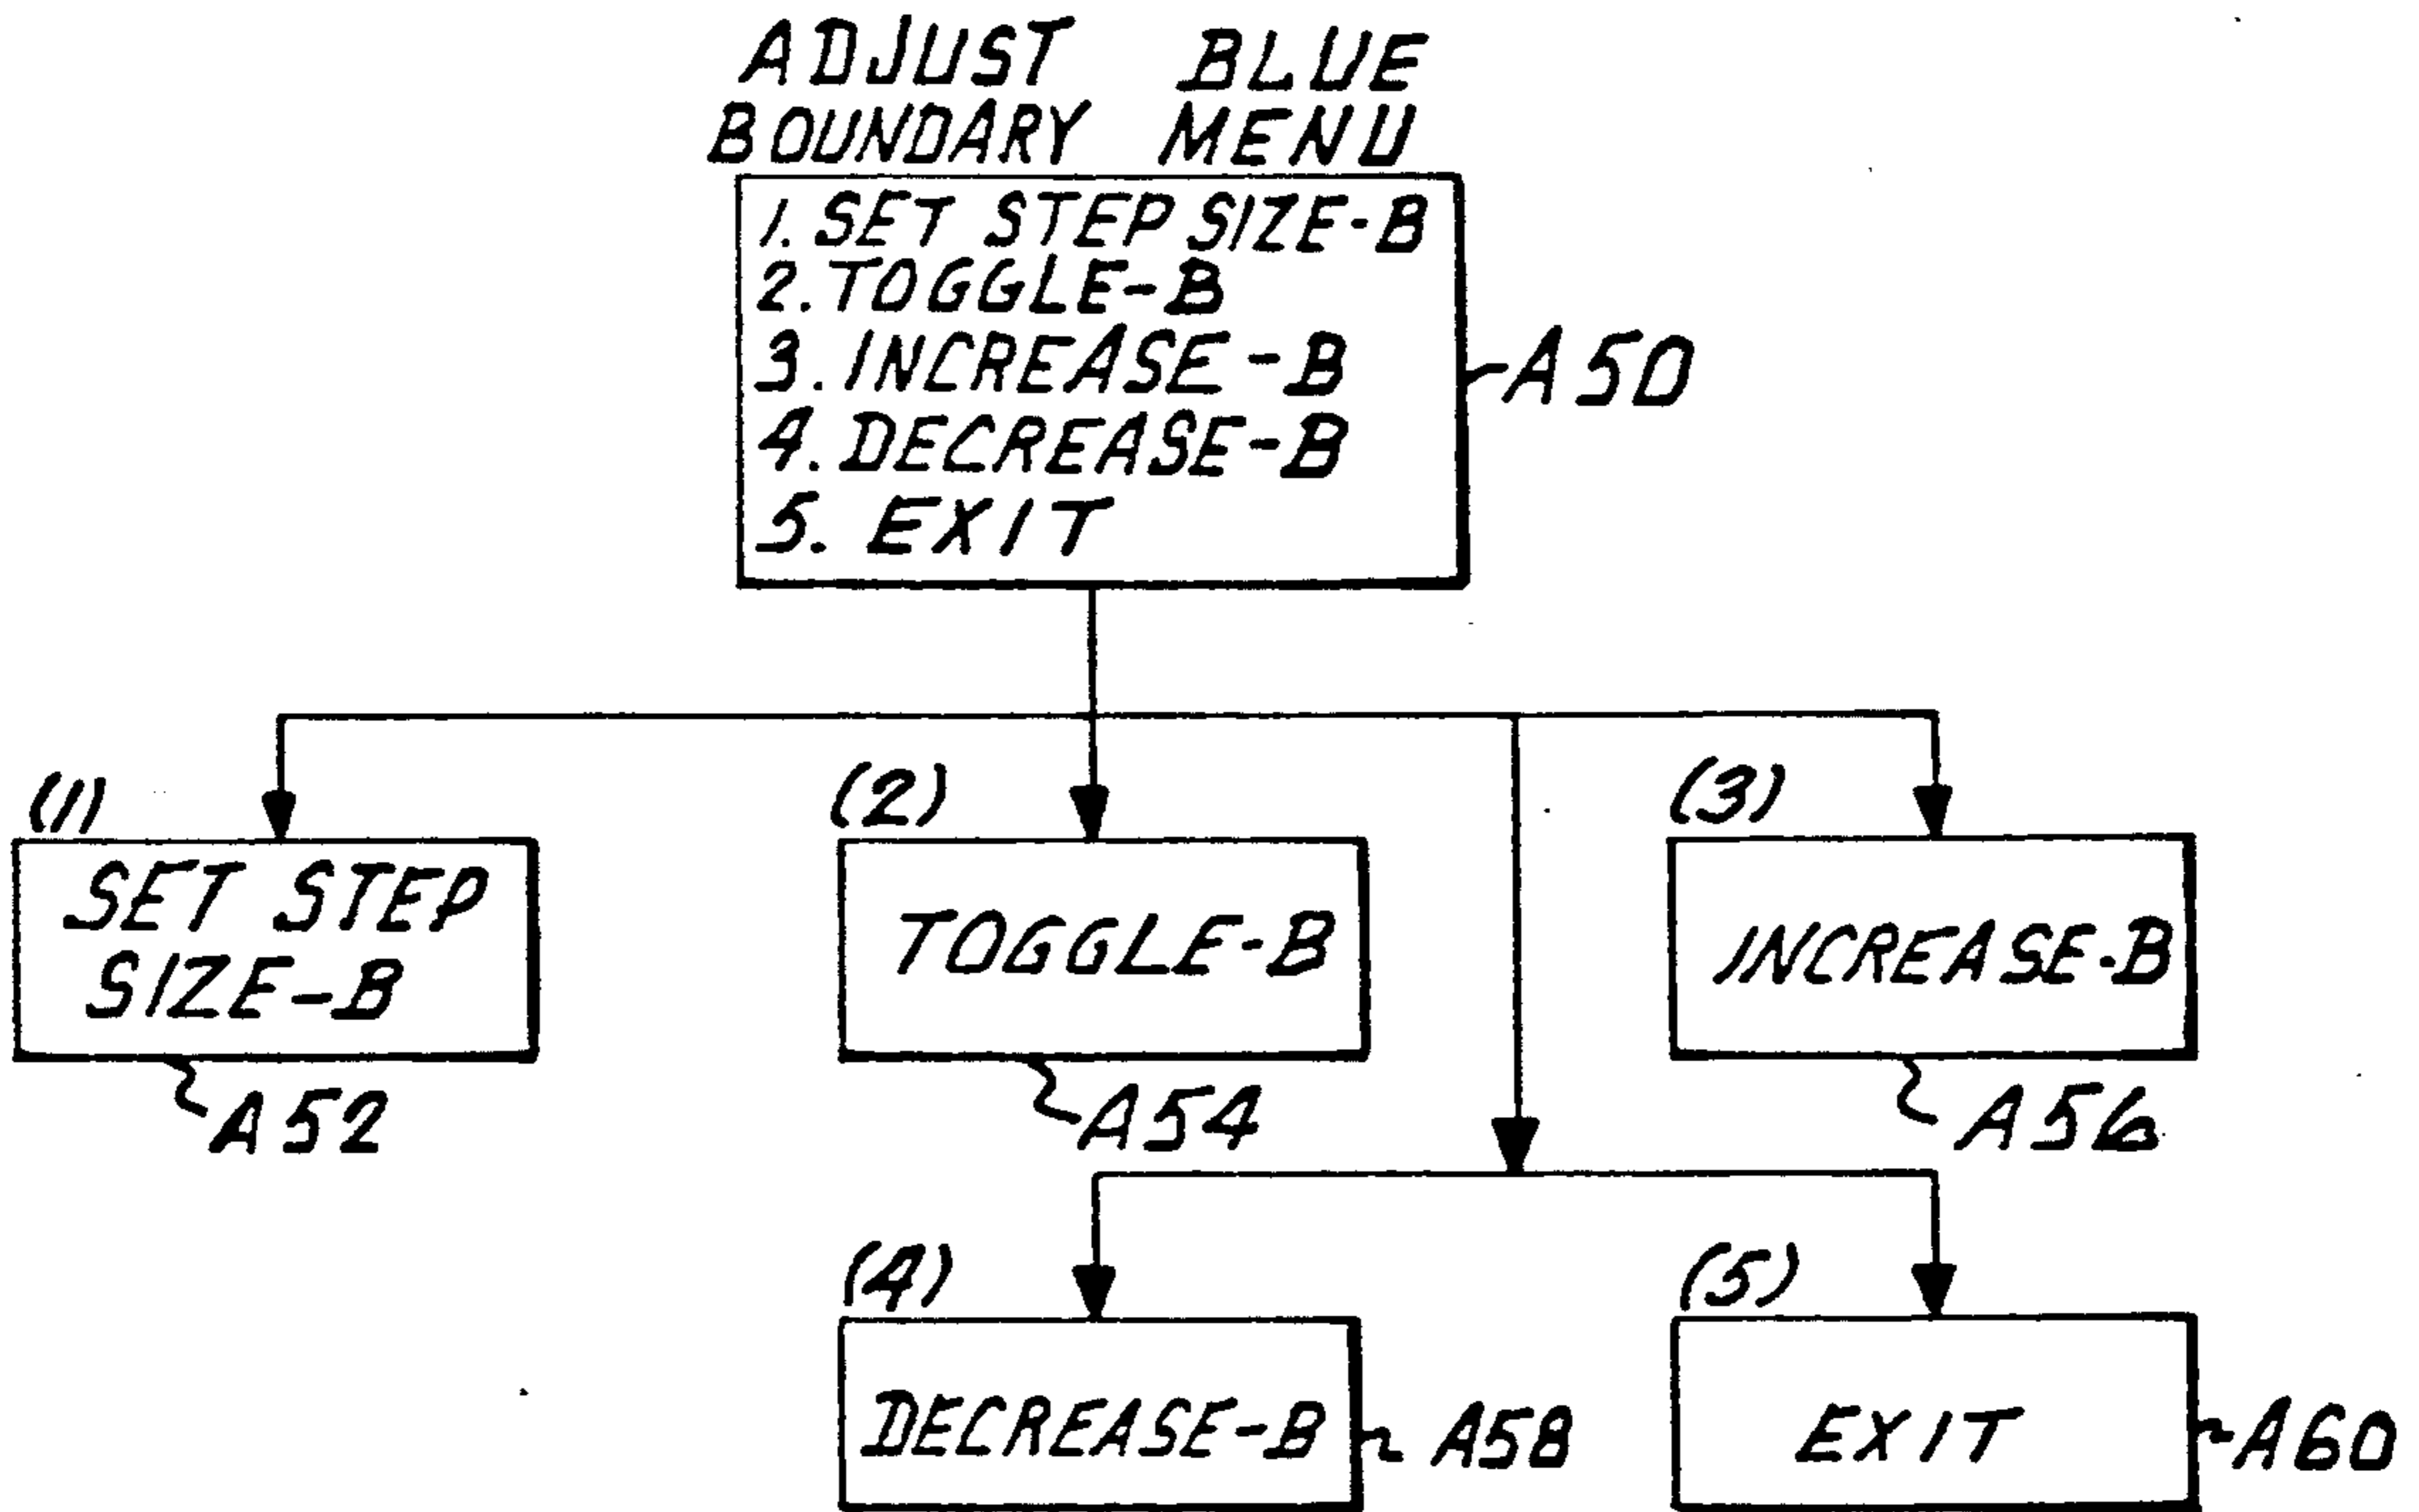 ADJUST BLUE
BOUNDARY MENU
1. SET STEP SIZE-B
2. TOGGLE-B
3. INCREASE-B
4. DECREASE-B
5. EXIT
A50
(1)
SET STEP
SIZE-B
A52
(2)
TOGGLE-B
A54
(3)
INCREASE-B
A56
(4)
DECREASE-B
A58
(5)
EXIT
A60